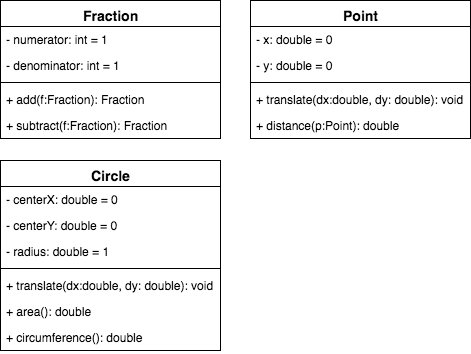 Fraction
- numerator: int = 1
- denominator: int = 1
+ add(f:Fraction): Fraction
+ subtract(f:Fraction): Fraction
Point
- x: double = 0
- y: double = 0
+ translate(dx:double, dy: double): void
+ distance(p:Point): double
Circle
- centerX: double = 0
- centerY: double = 0
- radius: double = 1
+ translate(dx:double, dy: double): void
+ area(): double
+ circumference(): double